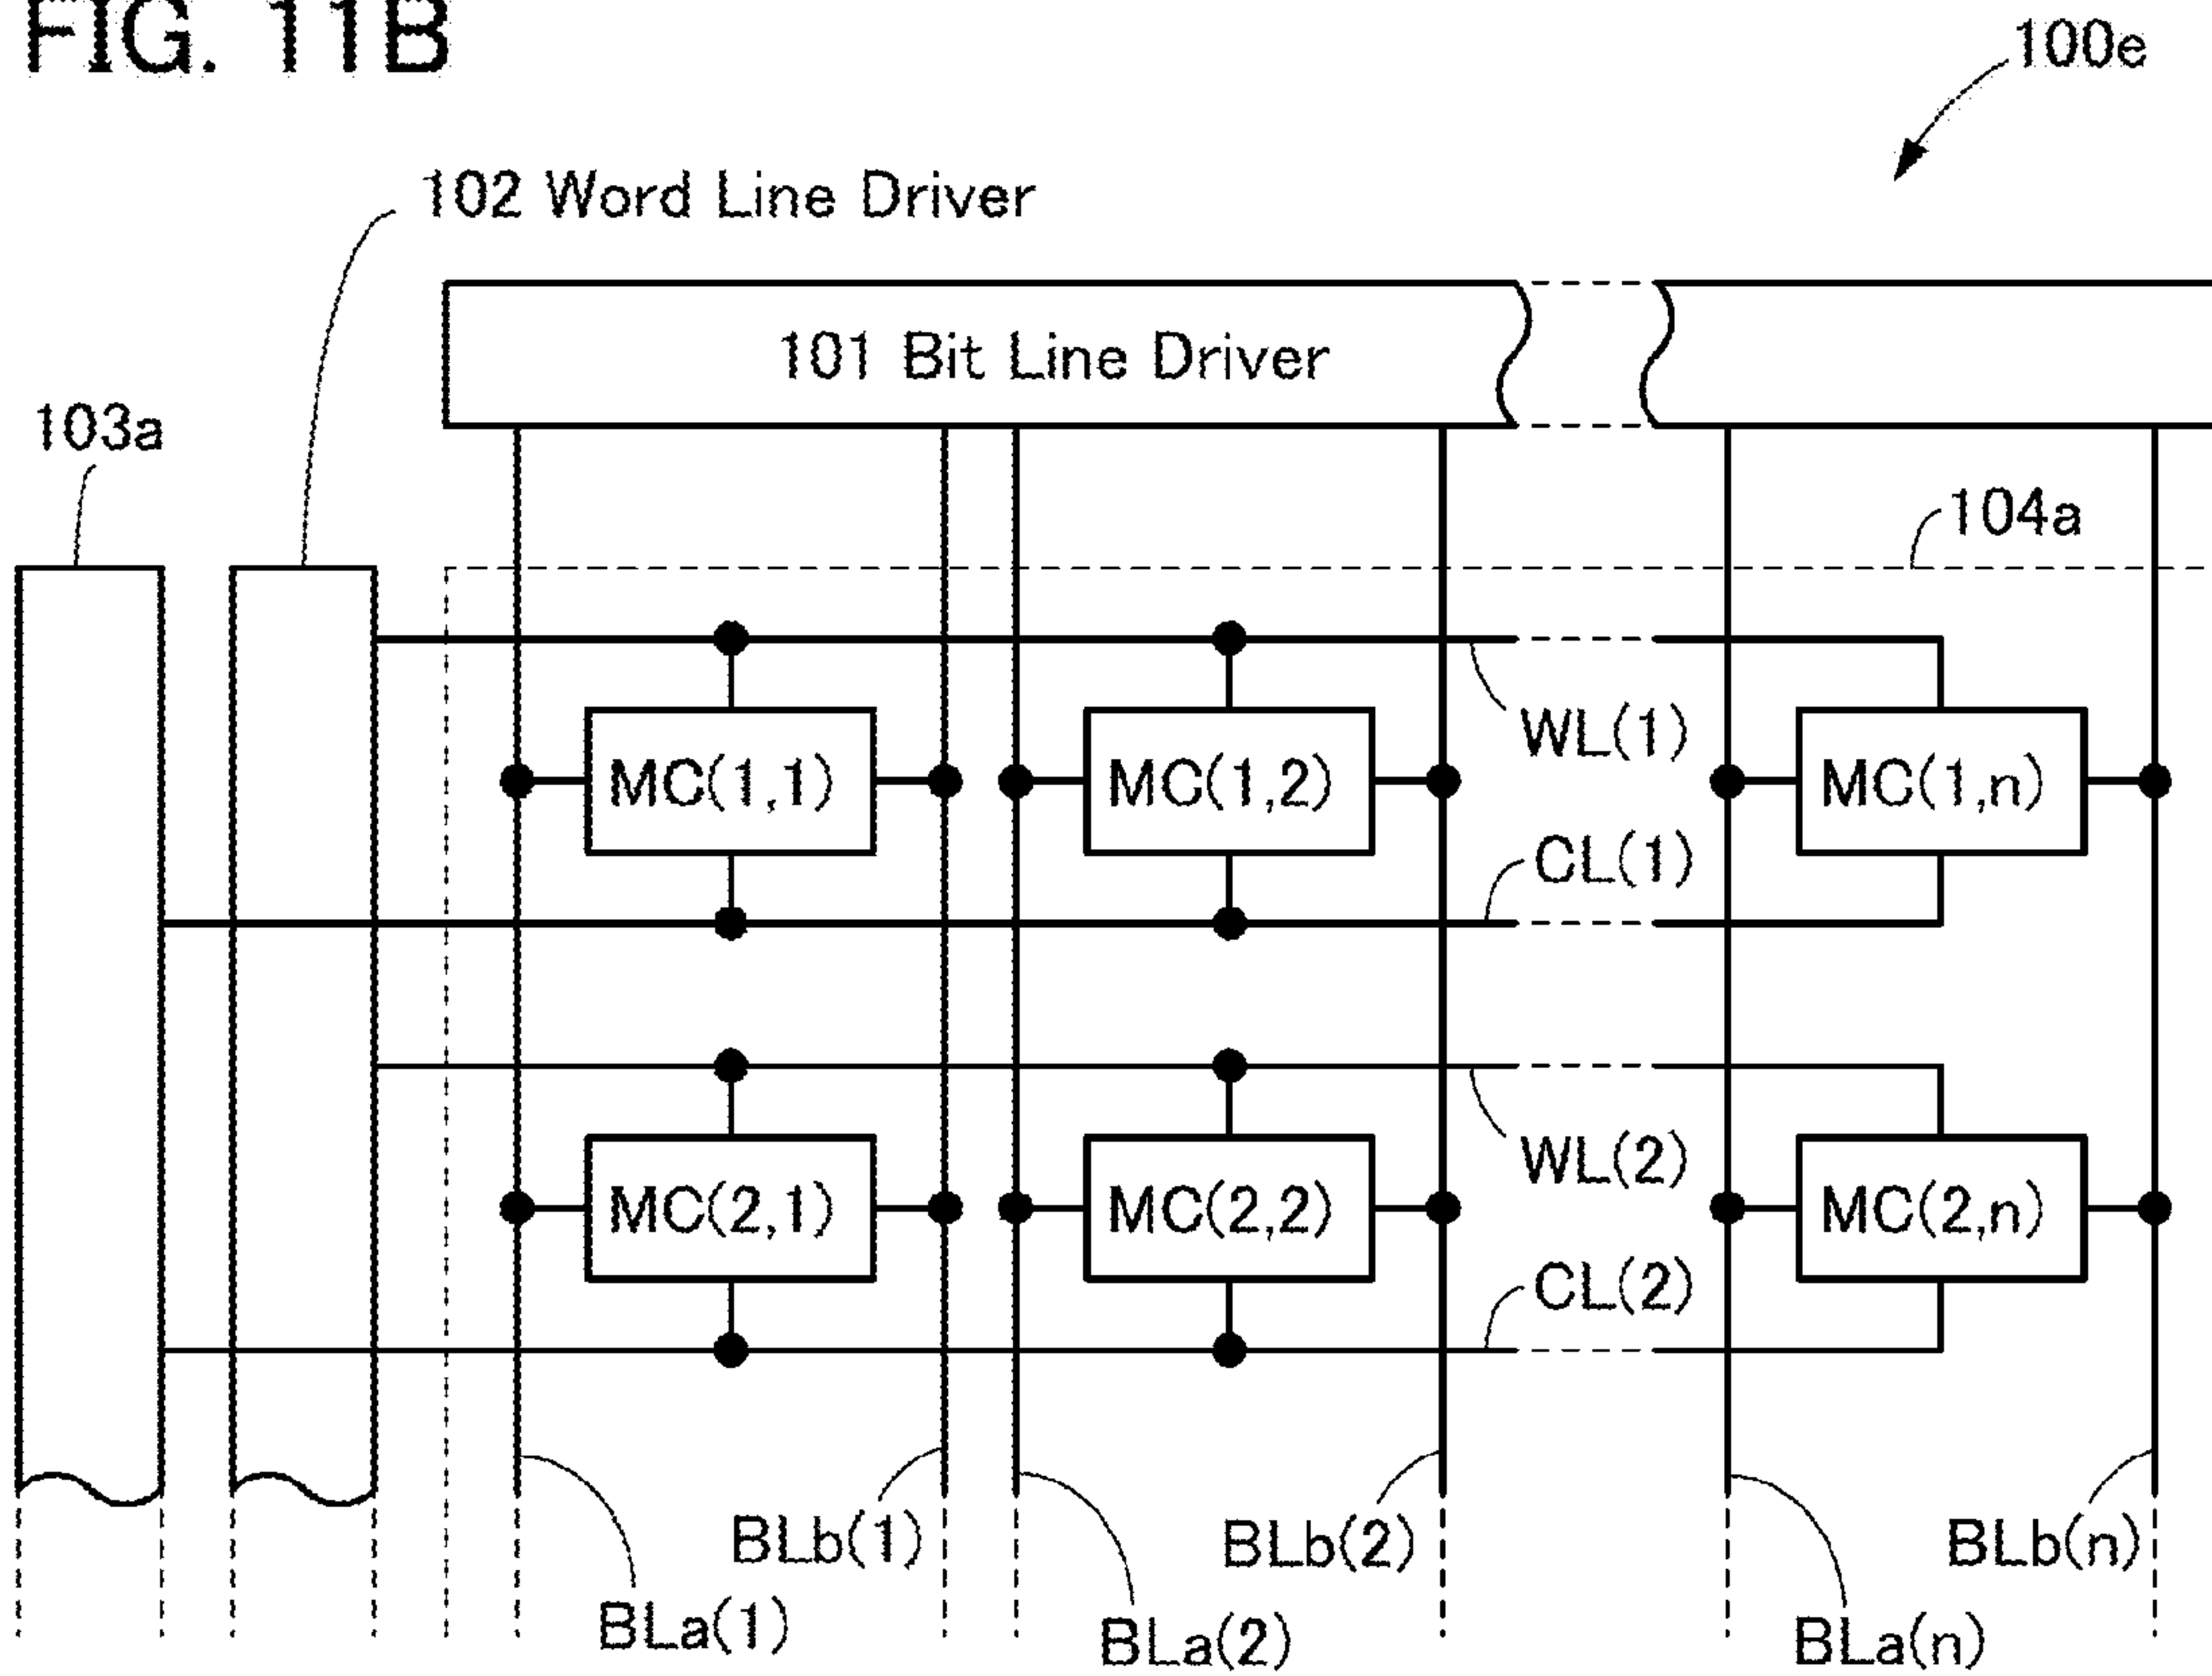 FIG. 11B
100e
102 Word Line Driver
101 Bit Line Driver
103a
104a
WL(1)
MC(1,1)
MC(1,2)
MC(1,n)
CL(1)
WL(2)
MC(2,1)
MC(2,2)
MC(2,n)
CL(2)
BLb(1)
BLb(2)
BLb(n)
BLa(1)
BLa(2)
BLa(n)